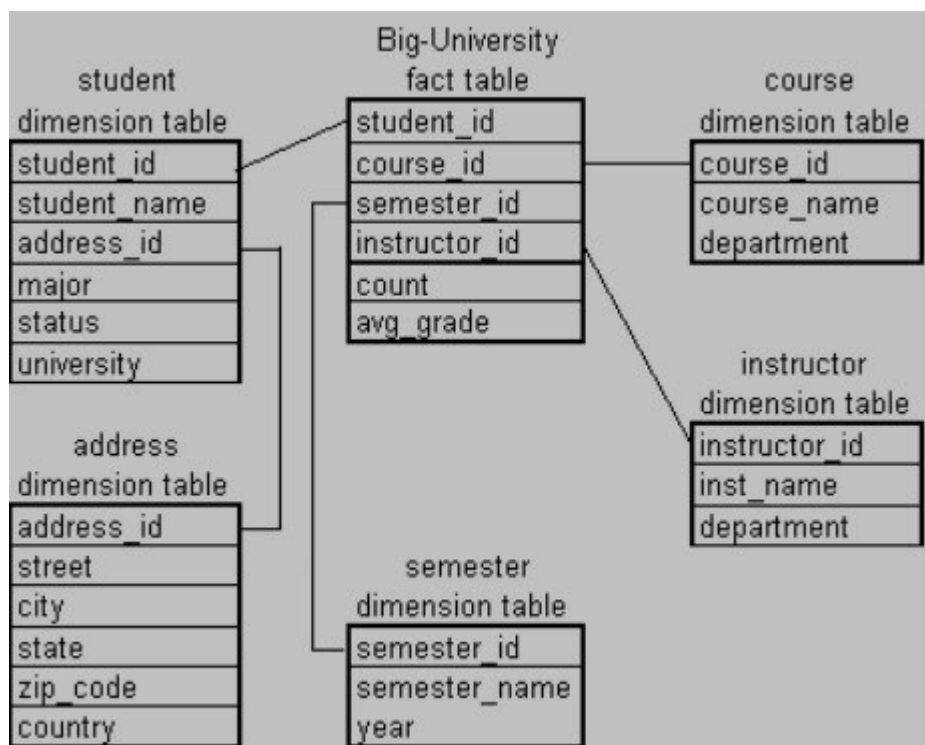 Big-University
fact table
student_id
course_id
semester_id
instructor_id
count
avg_grade
student
dimension table
student_id
student_name
address_id
major
status
university
course
dimension table
course_id
course_name
department
instructor
dimension table
instructor_id
inst_name
department
address
dimension table
address_id
street
city
state
zip_code
country
semester
dimension table
semester_id
semester_name
year